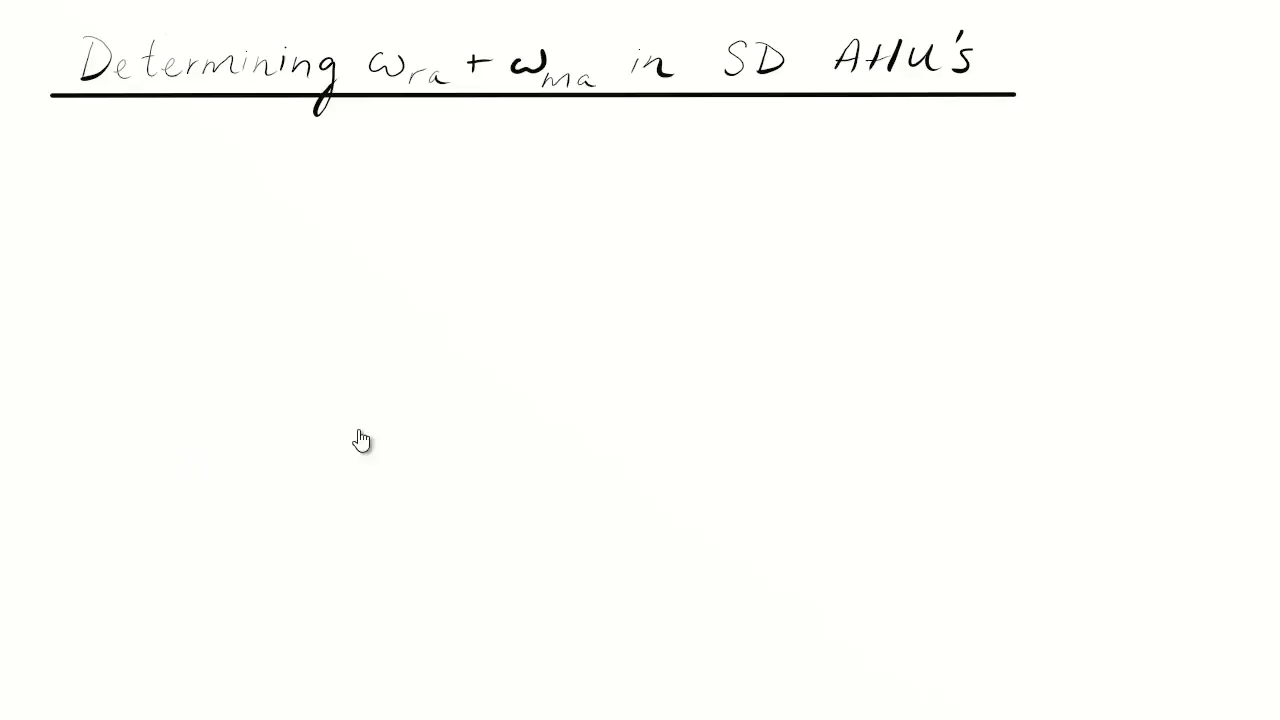 Determining ωra + ωma in SD AHU's